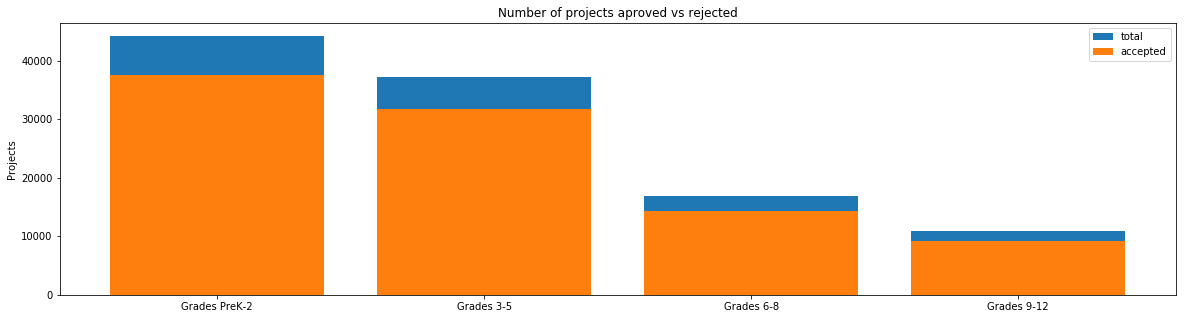 Number of projects aproved vs rejected
total
accepted
Projects
40000
30000
20000
10000
0
Grades PreK-2
Grades 3-5
Grades 6-8
Grades 9-12